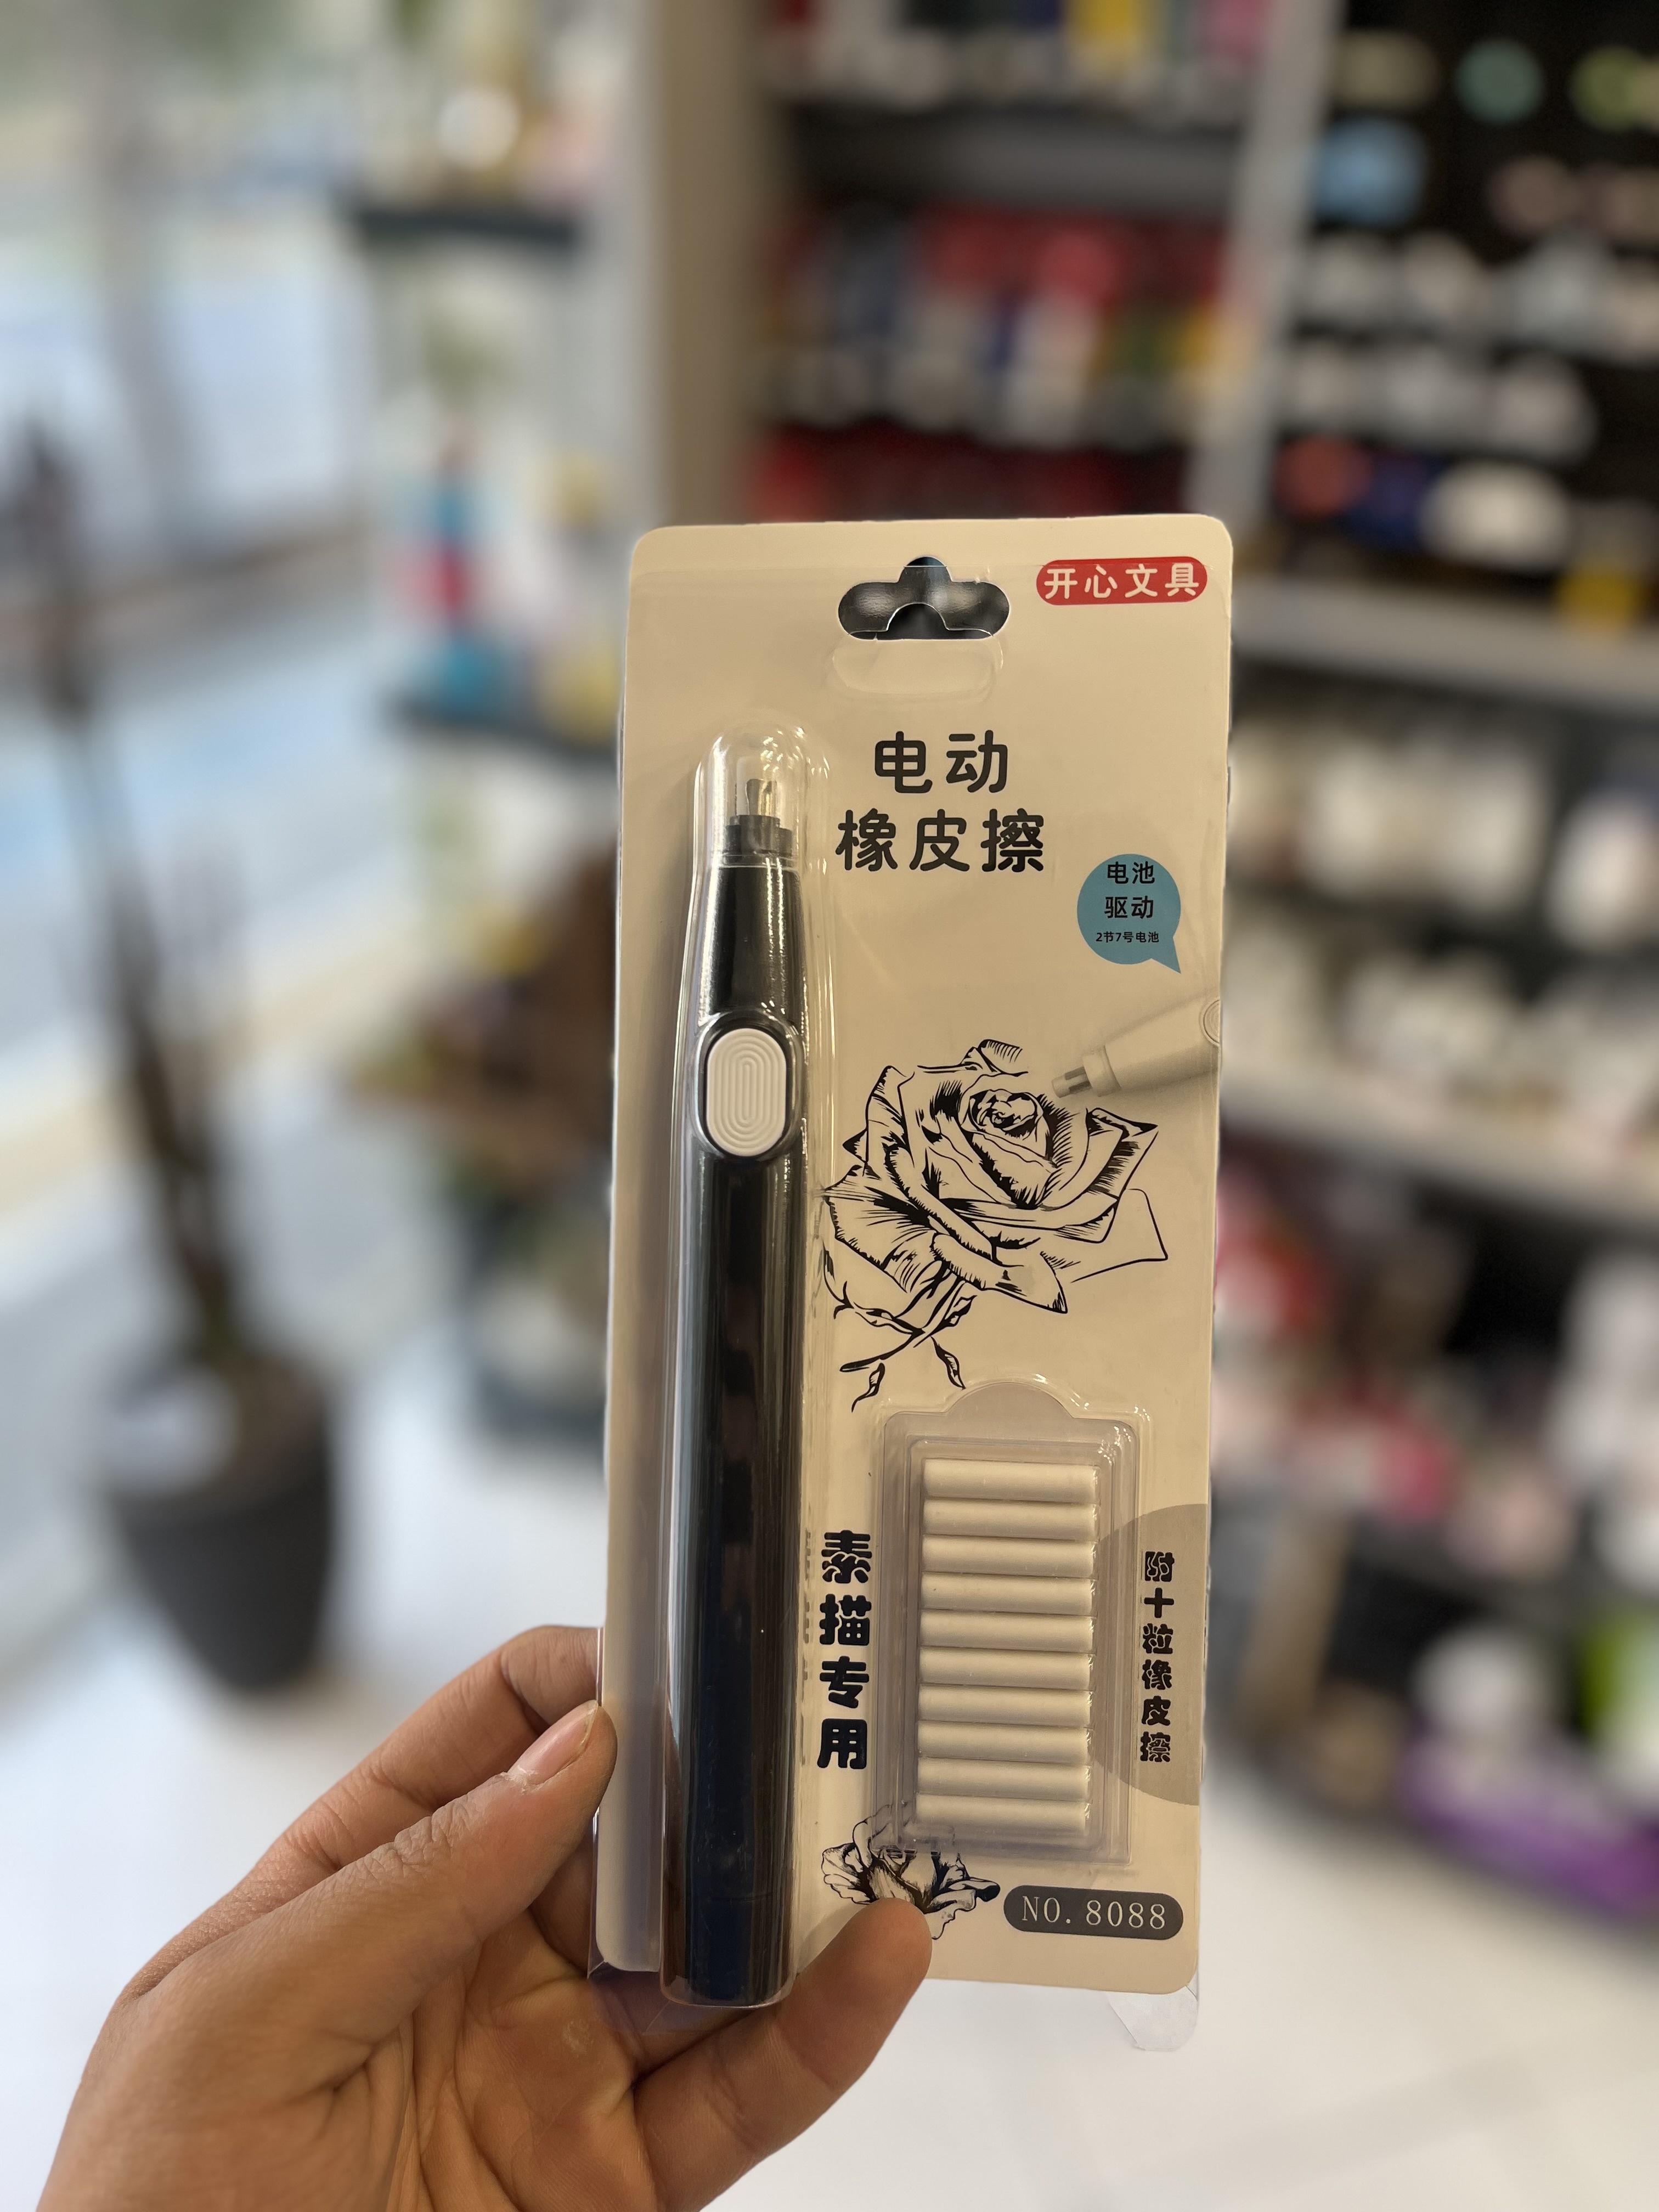 开心文具
电动
橡皮擦
电池
驱动
2节7号电池
素描专用
附十粒橡皮擦
NO. 8088